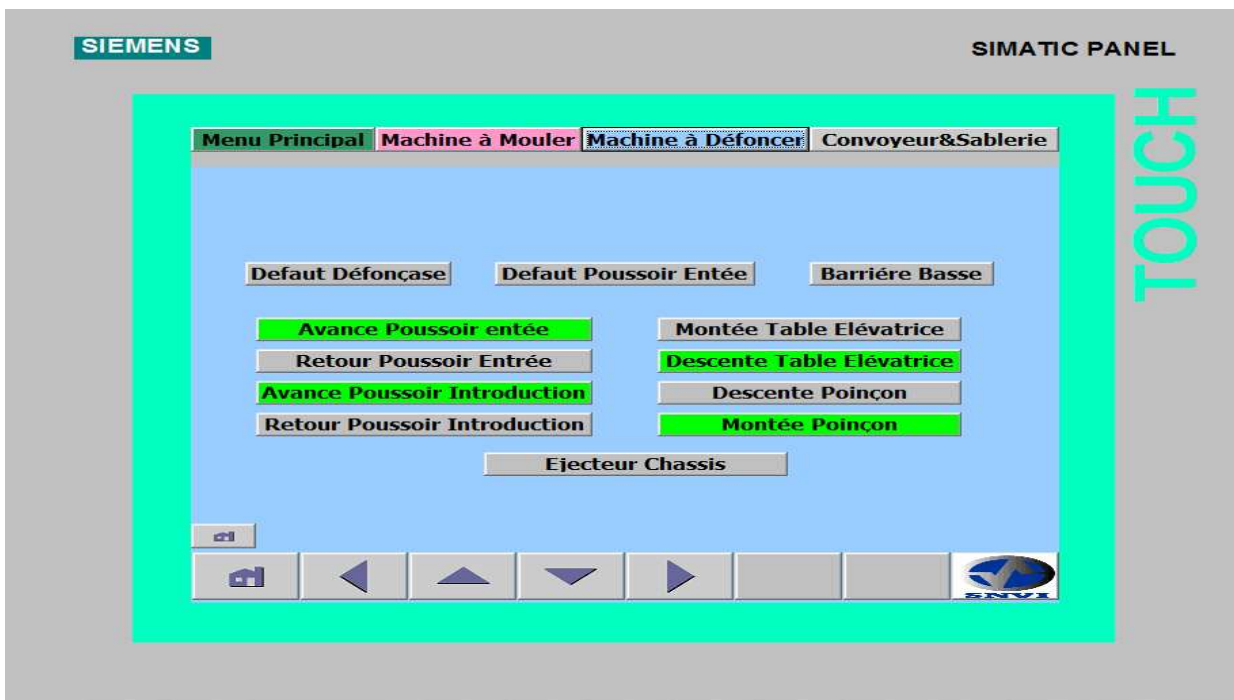 SIEMENS
SIMATIC PANEL
TOUCH
Menu Principal Machine à Mouler Machine à Défoncer Convoyeur&Sablerie
Defaut Défonçase Defaut Poussoir Entée Barriére Basse
Avance Poussoir entée Montée Table Elévatrice
Retour Poussoir Entrée Descente Table Elévatrice
Avance Poussoir Introduction Descente Poinçon
Retour Poussoir Introduction Montée Poinçon
Ejecteur Chassis
SNVI